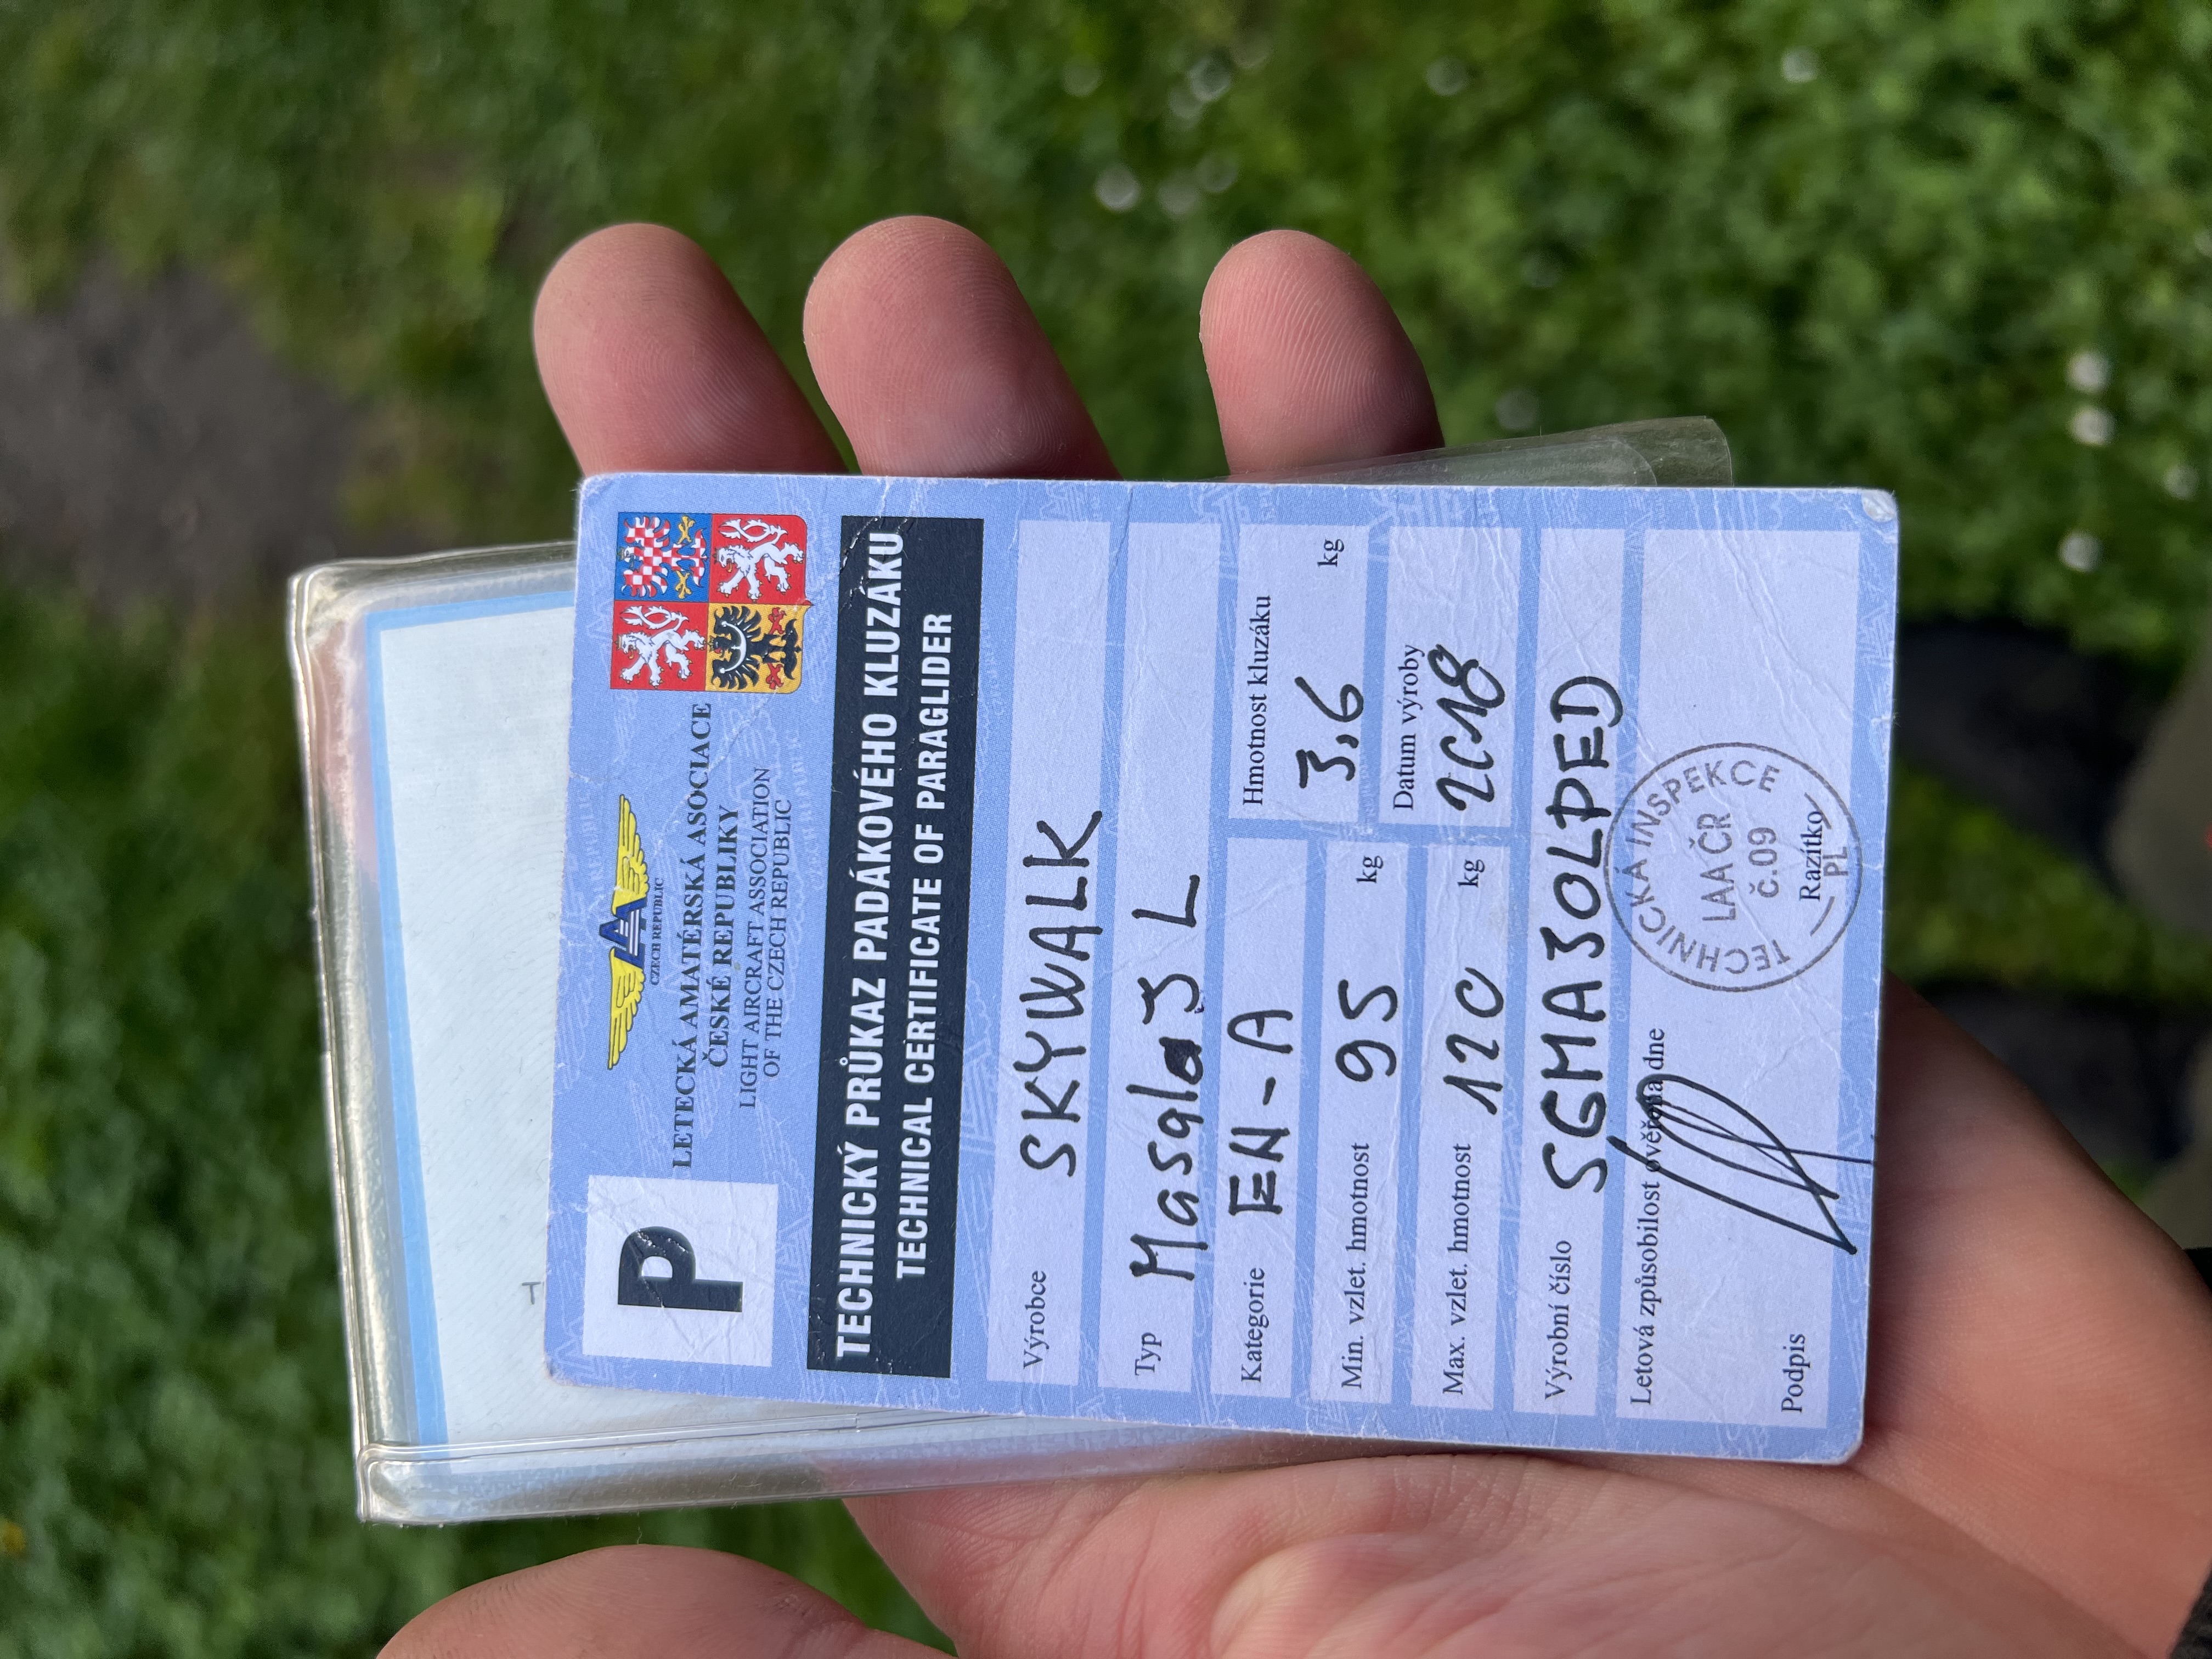 P
CZECH REPUBLIC
LETECKÁ AMATÉRSKÁ ASOCIACE
ČESKÉ REPUBLIKY
LIGHT AIRCRAFT ASSOCIATION
OF THE CZECH REPUBLIC
TECHNICKÝ PRŮKAZ PADÁKOVÉHO KLUZÁKU
TECHNICAL CERTIFICATE OF PARAGLIDER
Výrobce SKYWALK
Typ Masala3 L
Kategorie EN-A
Hmotnost kluzáku
3,6 kg
Min. vzlet. hmotnost 95 kg
Datum výroby
2018
Max. vzlet. hmotnost 120 kg
Výrobní číslo SGMA3OLPED
Letová způsobilost ověřena dne
TECHNICKÁ INSPEKCE
LAA ČR
č.09
Podpis
Razítko
PL
T